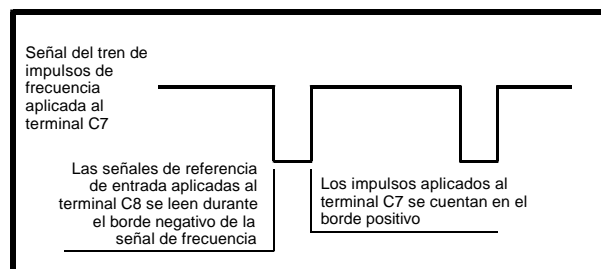 Señal del tren de
impulsos de
frecuencia
aplicada al
terminal C7
Las señales de referencia
de entrada aplicadas al
terminal C8 se leen durante
el borde negativo de la
señal de frecuencia
Los impulsos aplicados al
terminal C7 se cuentan en el
borde positivo